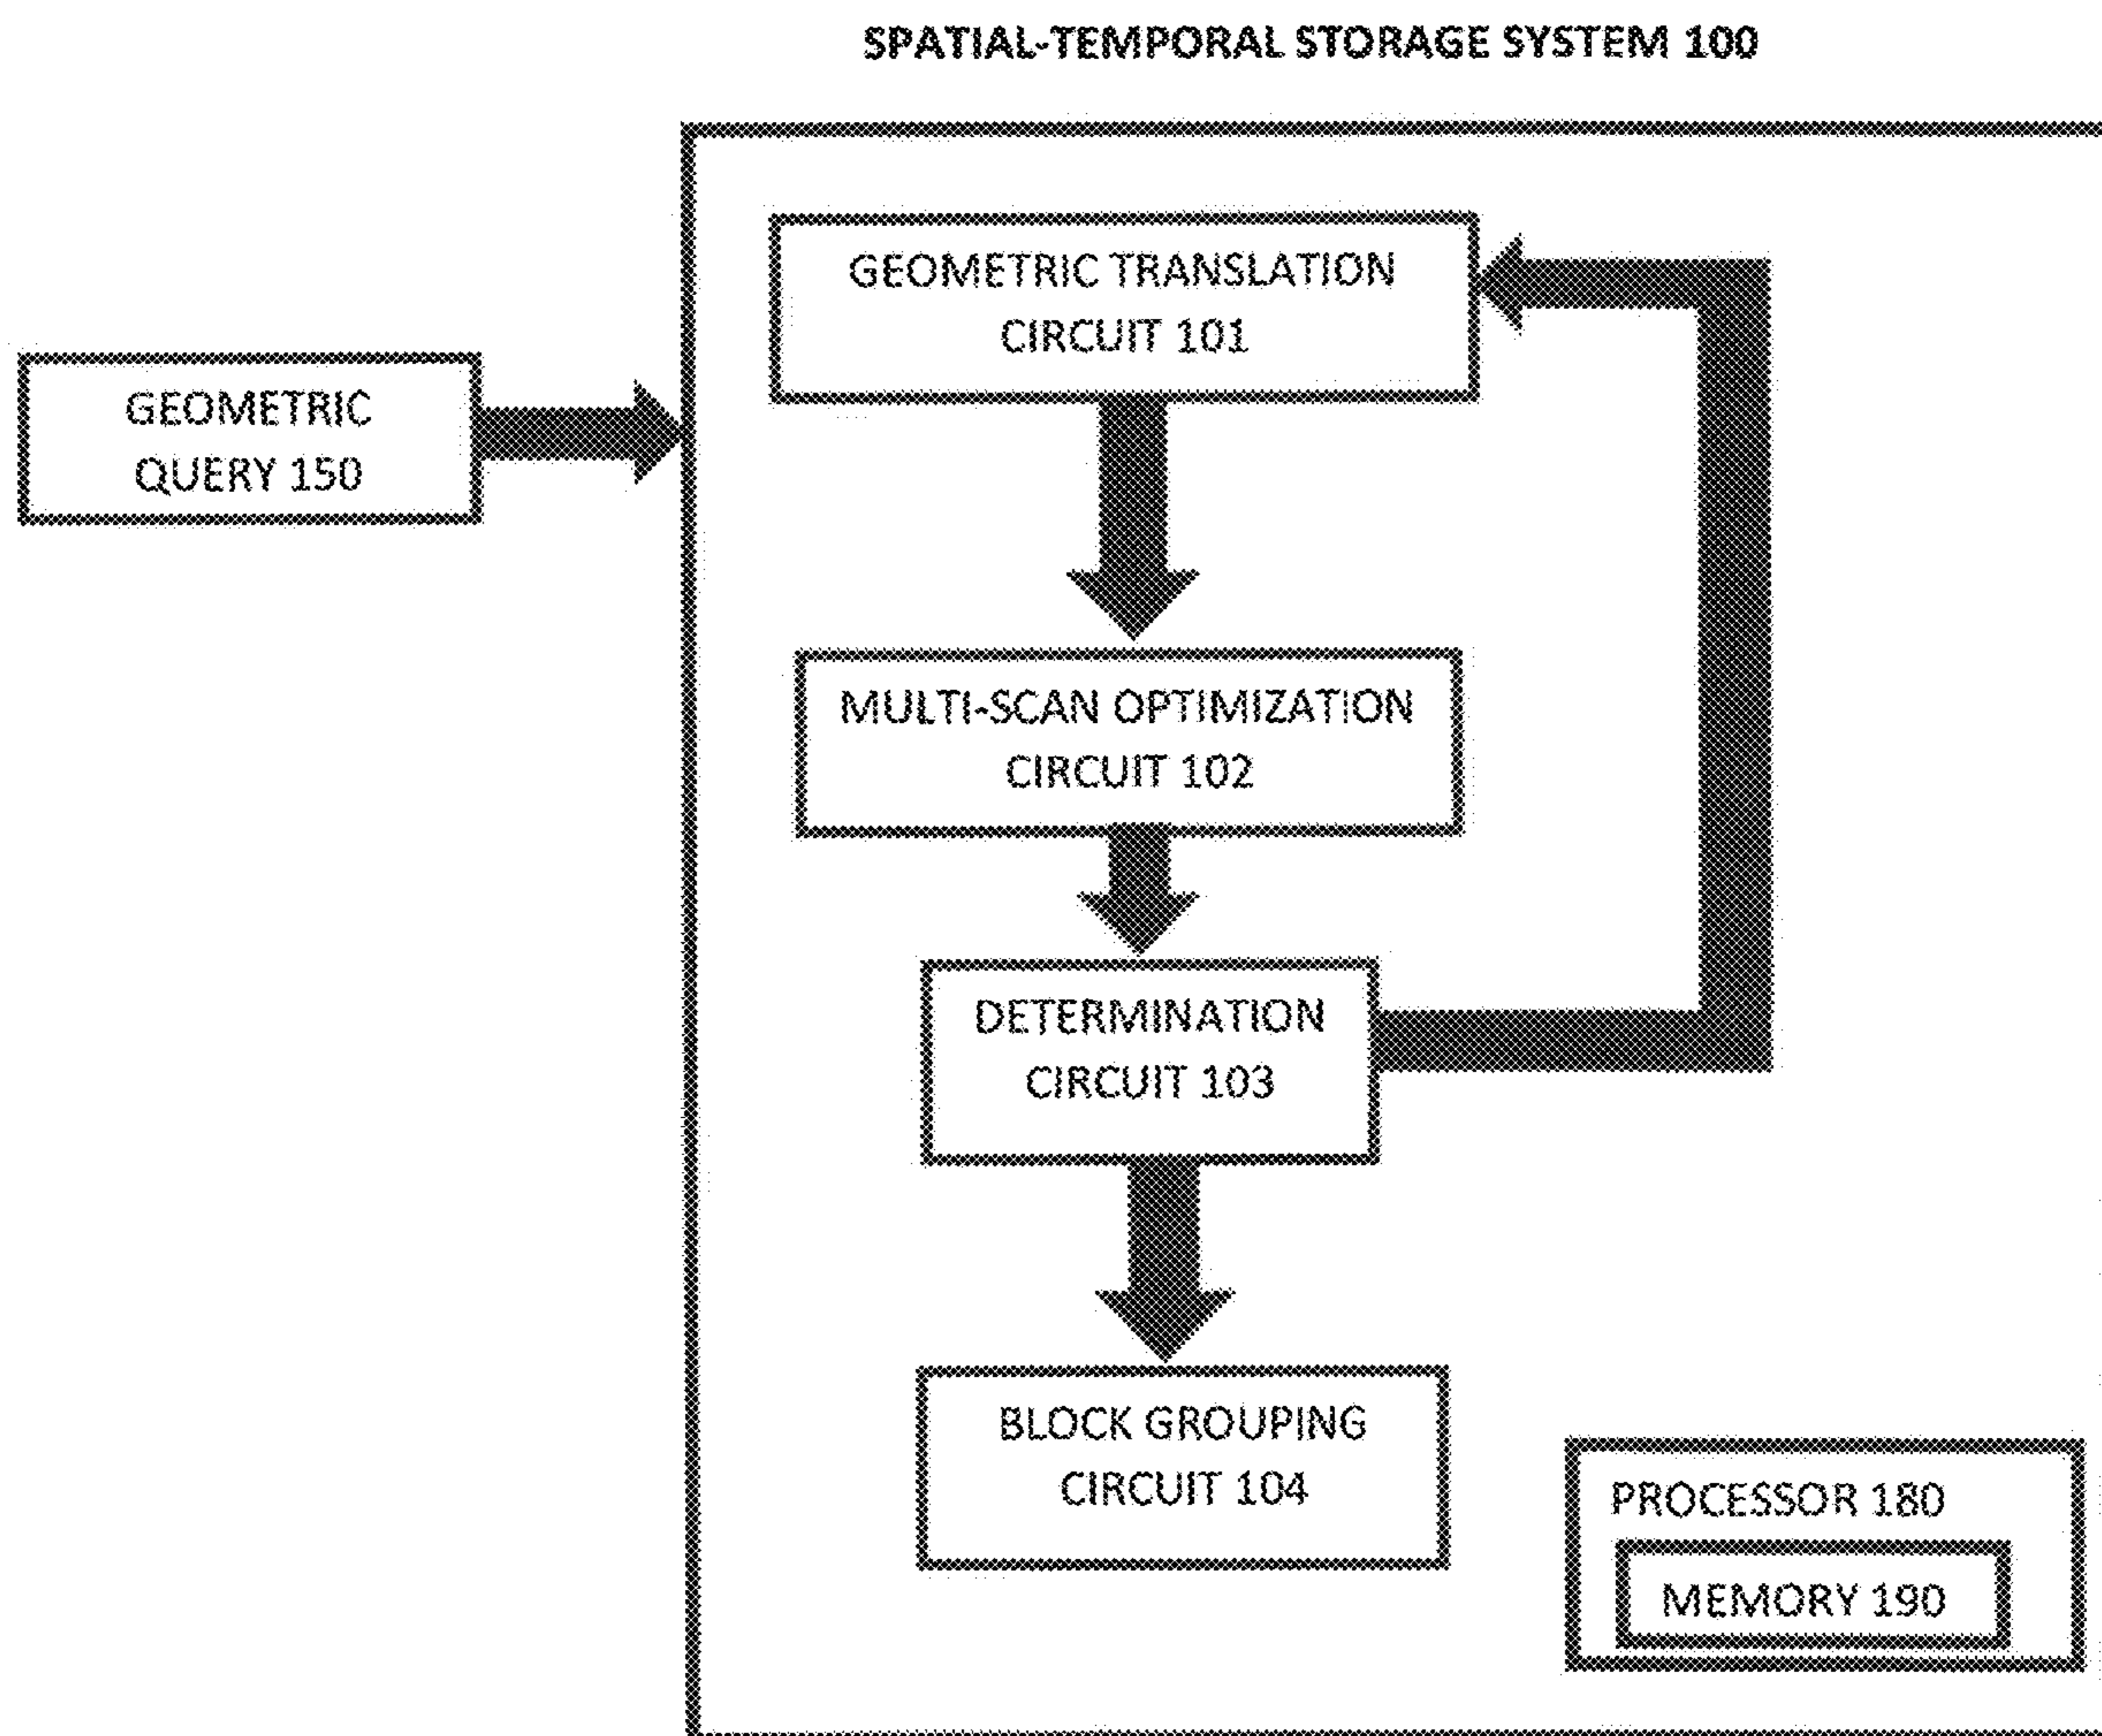 SPATIAL-TEMPORAL STORAGE SYSTEM 100
GEOMETRIC TRANSLATION
CIRCUIT 101
GEOMETRIC
QUERY 150
MULTI-SCAN OPTIMIZATION
CIRCUIT 102
DETERMINATION
CIRCUIT 103
BLOCK GROUPING
CIRCUIT 104
PROCESSOR 180
MEMORY 190